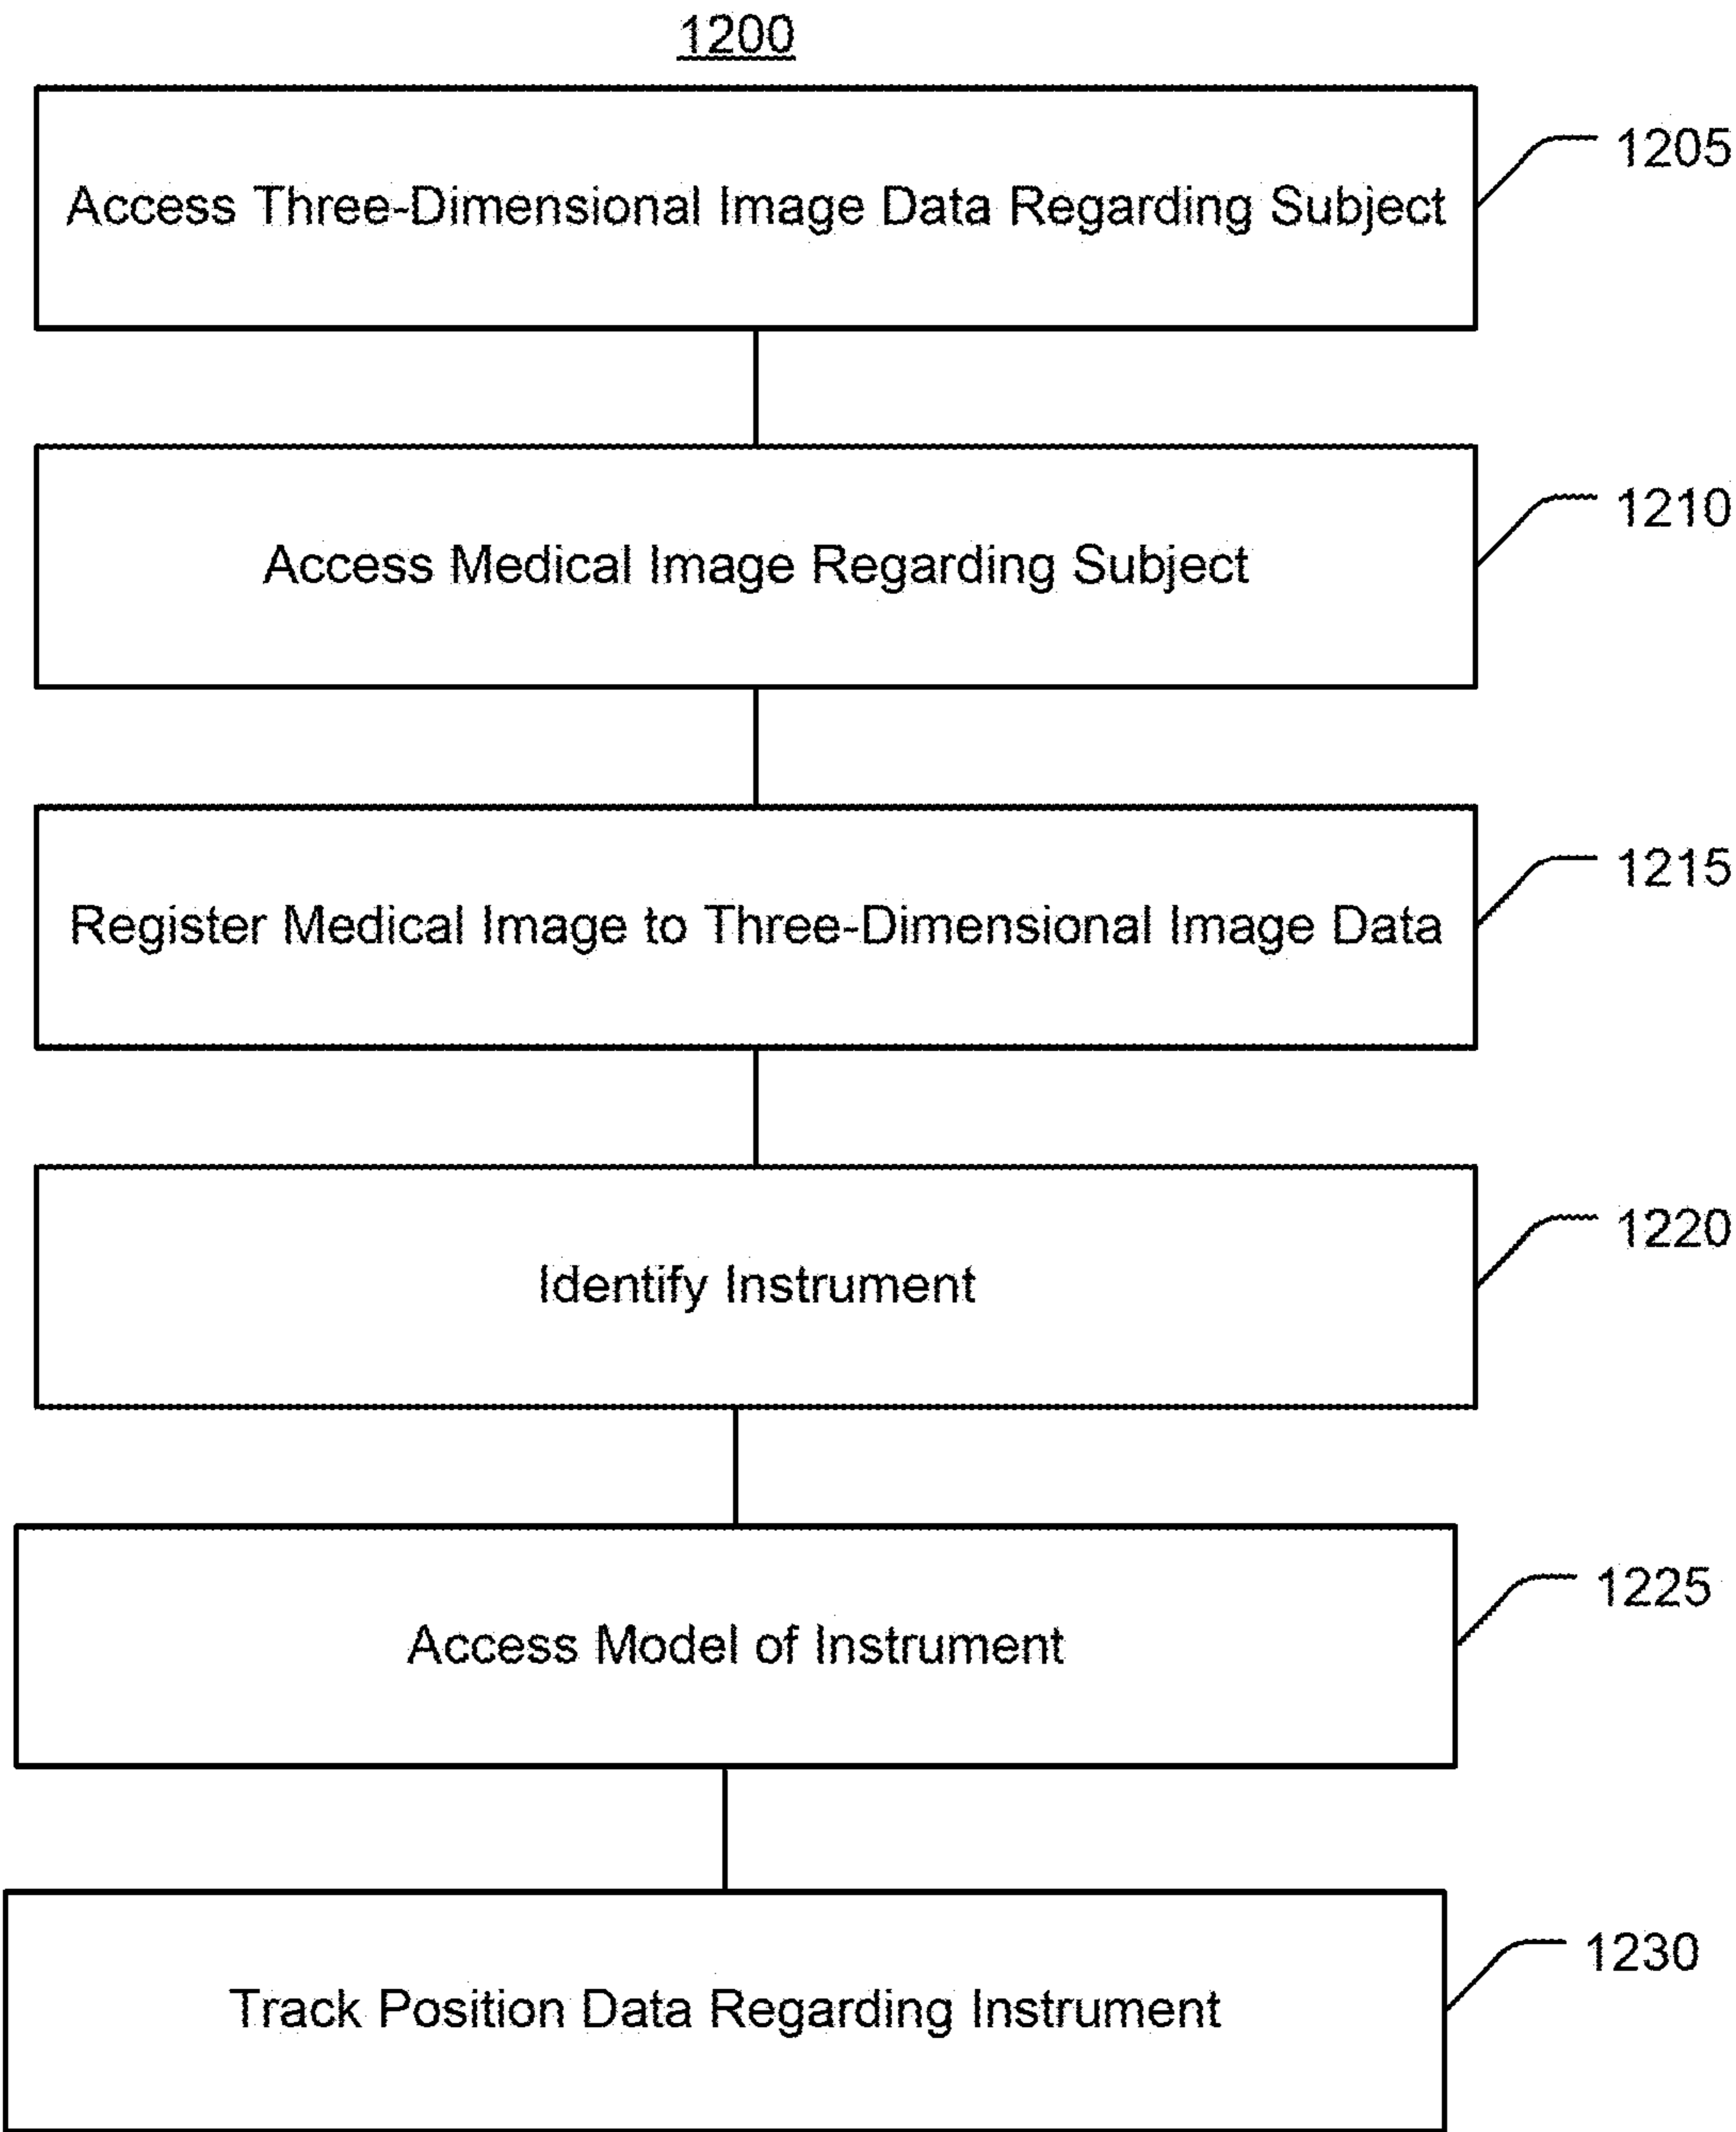 1200
Access Three-Dimensional Image Data Regarding Subject
1205
Access Medical Image Regarding Subject
1210
Register Medical Image to Three-Dimensional Image Data
1215
Identify Instrument
1220
Access Model of Instrument
1225
Track Position Data Regarding Instrument
1230